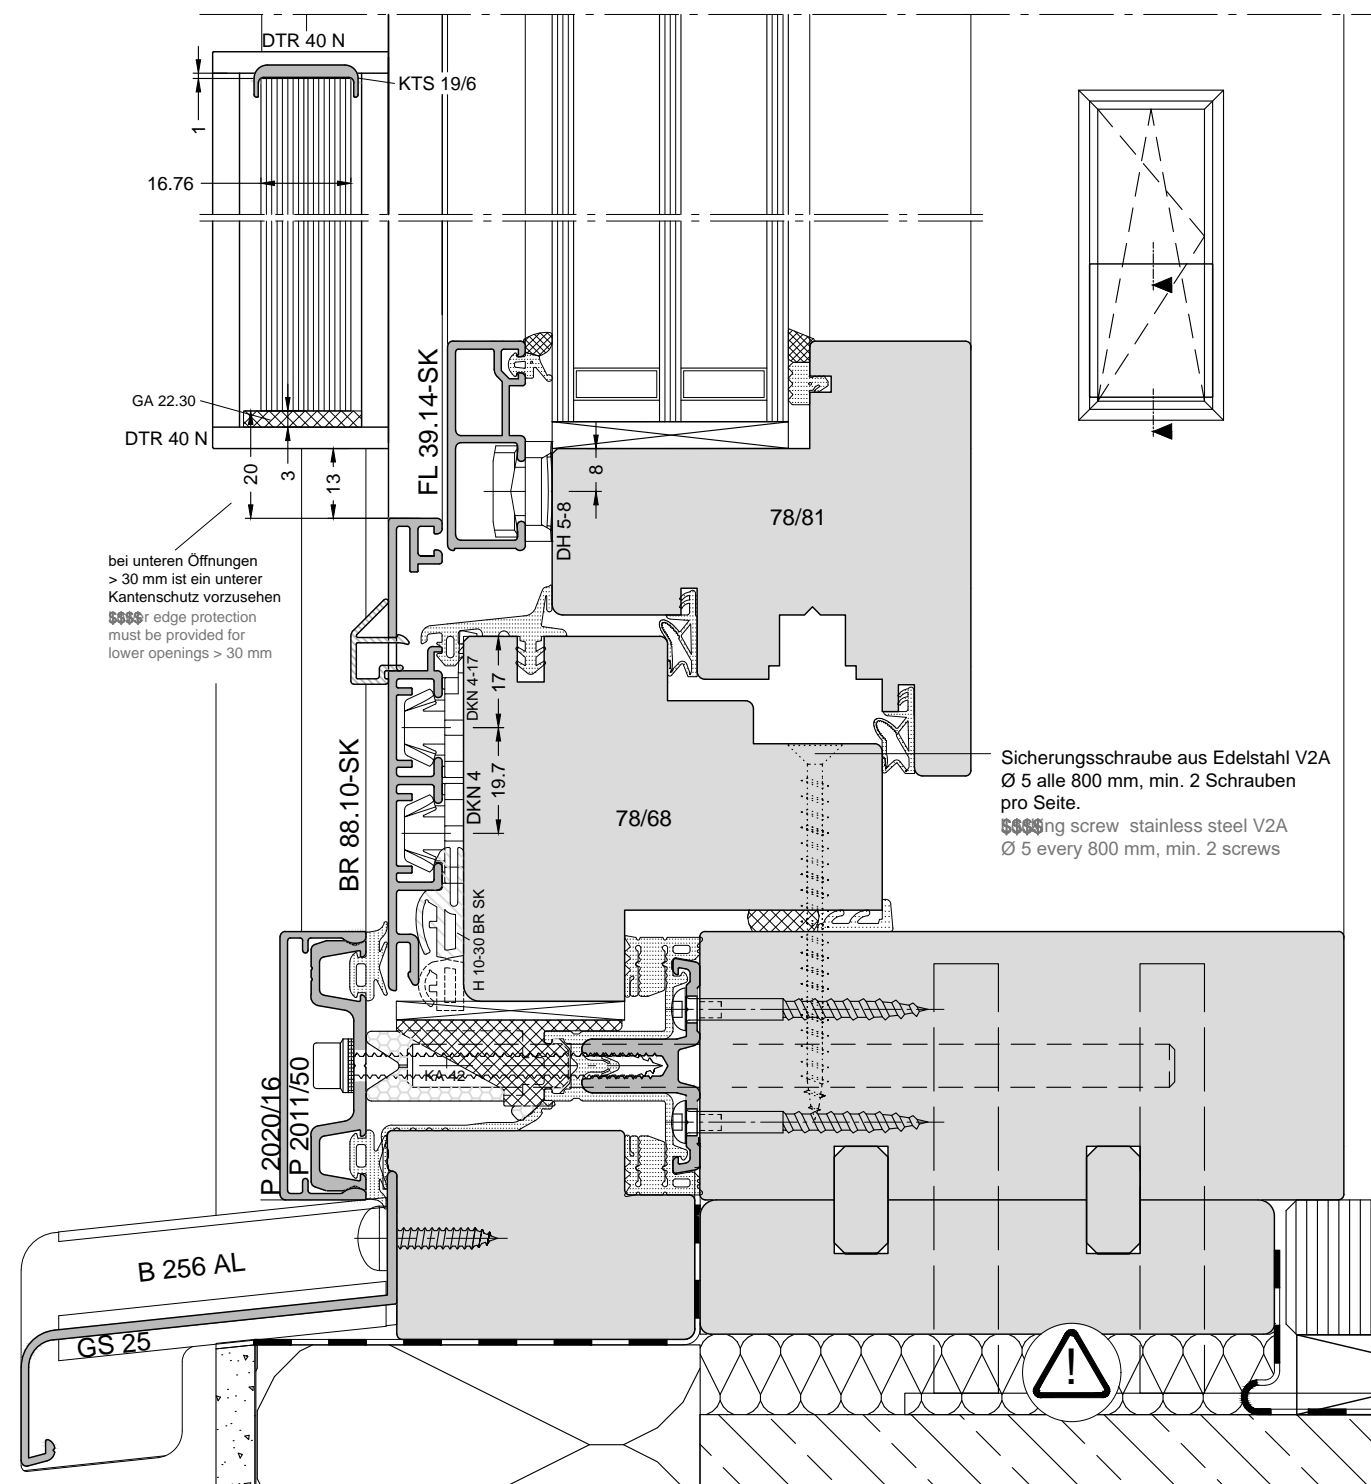 DTR 40 N
KTS 19/6
1
16.76
GA 22.30
DTR 40 N
20
3
13
FL 39.14-SK
8
DH 5-8
78/81
bei unteren Öffnungen
> 30 mm ist ein unterer
Kantenschutz vorzusehen
edge protection
must be provided for
lower openings > 30 mm
DKN 4-17
17
DKN 4
19.7
BR 88.10-SK
78/68
H 10-30 BR SK
Sicherungsschraube aus Edelstahl V2A
Ø 5 alle 800 mm, min. 2 Schrauben
pro Seite.
screw stainless steel V2A
Ø 5 every 800 mm, min. 2 screws
KA 42
P 2020/16
P 2011/50
B 256 AL
GS 25
!